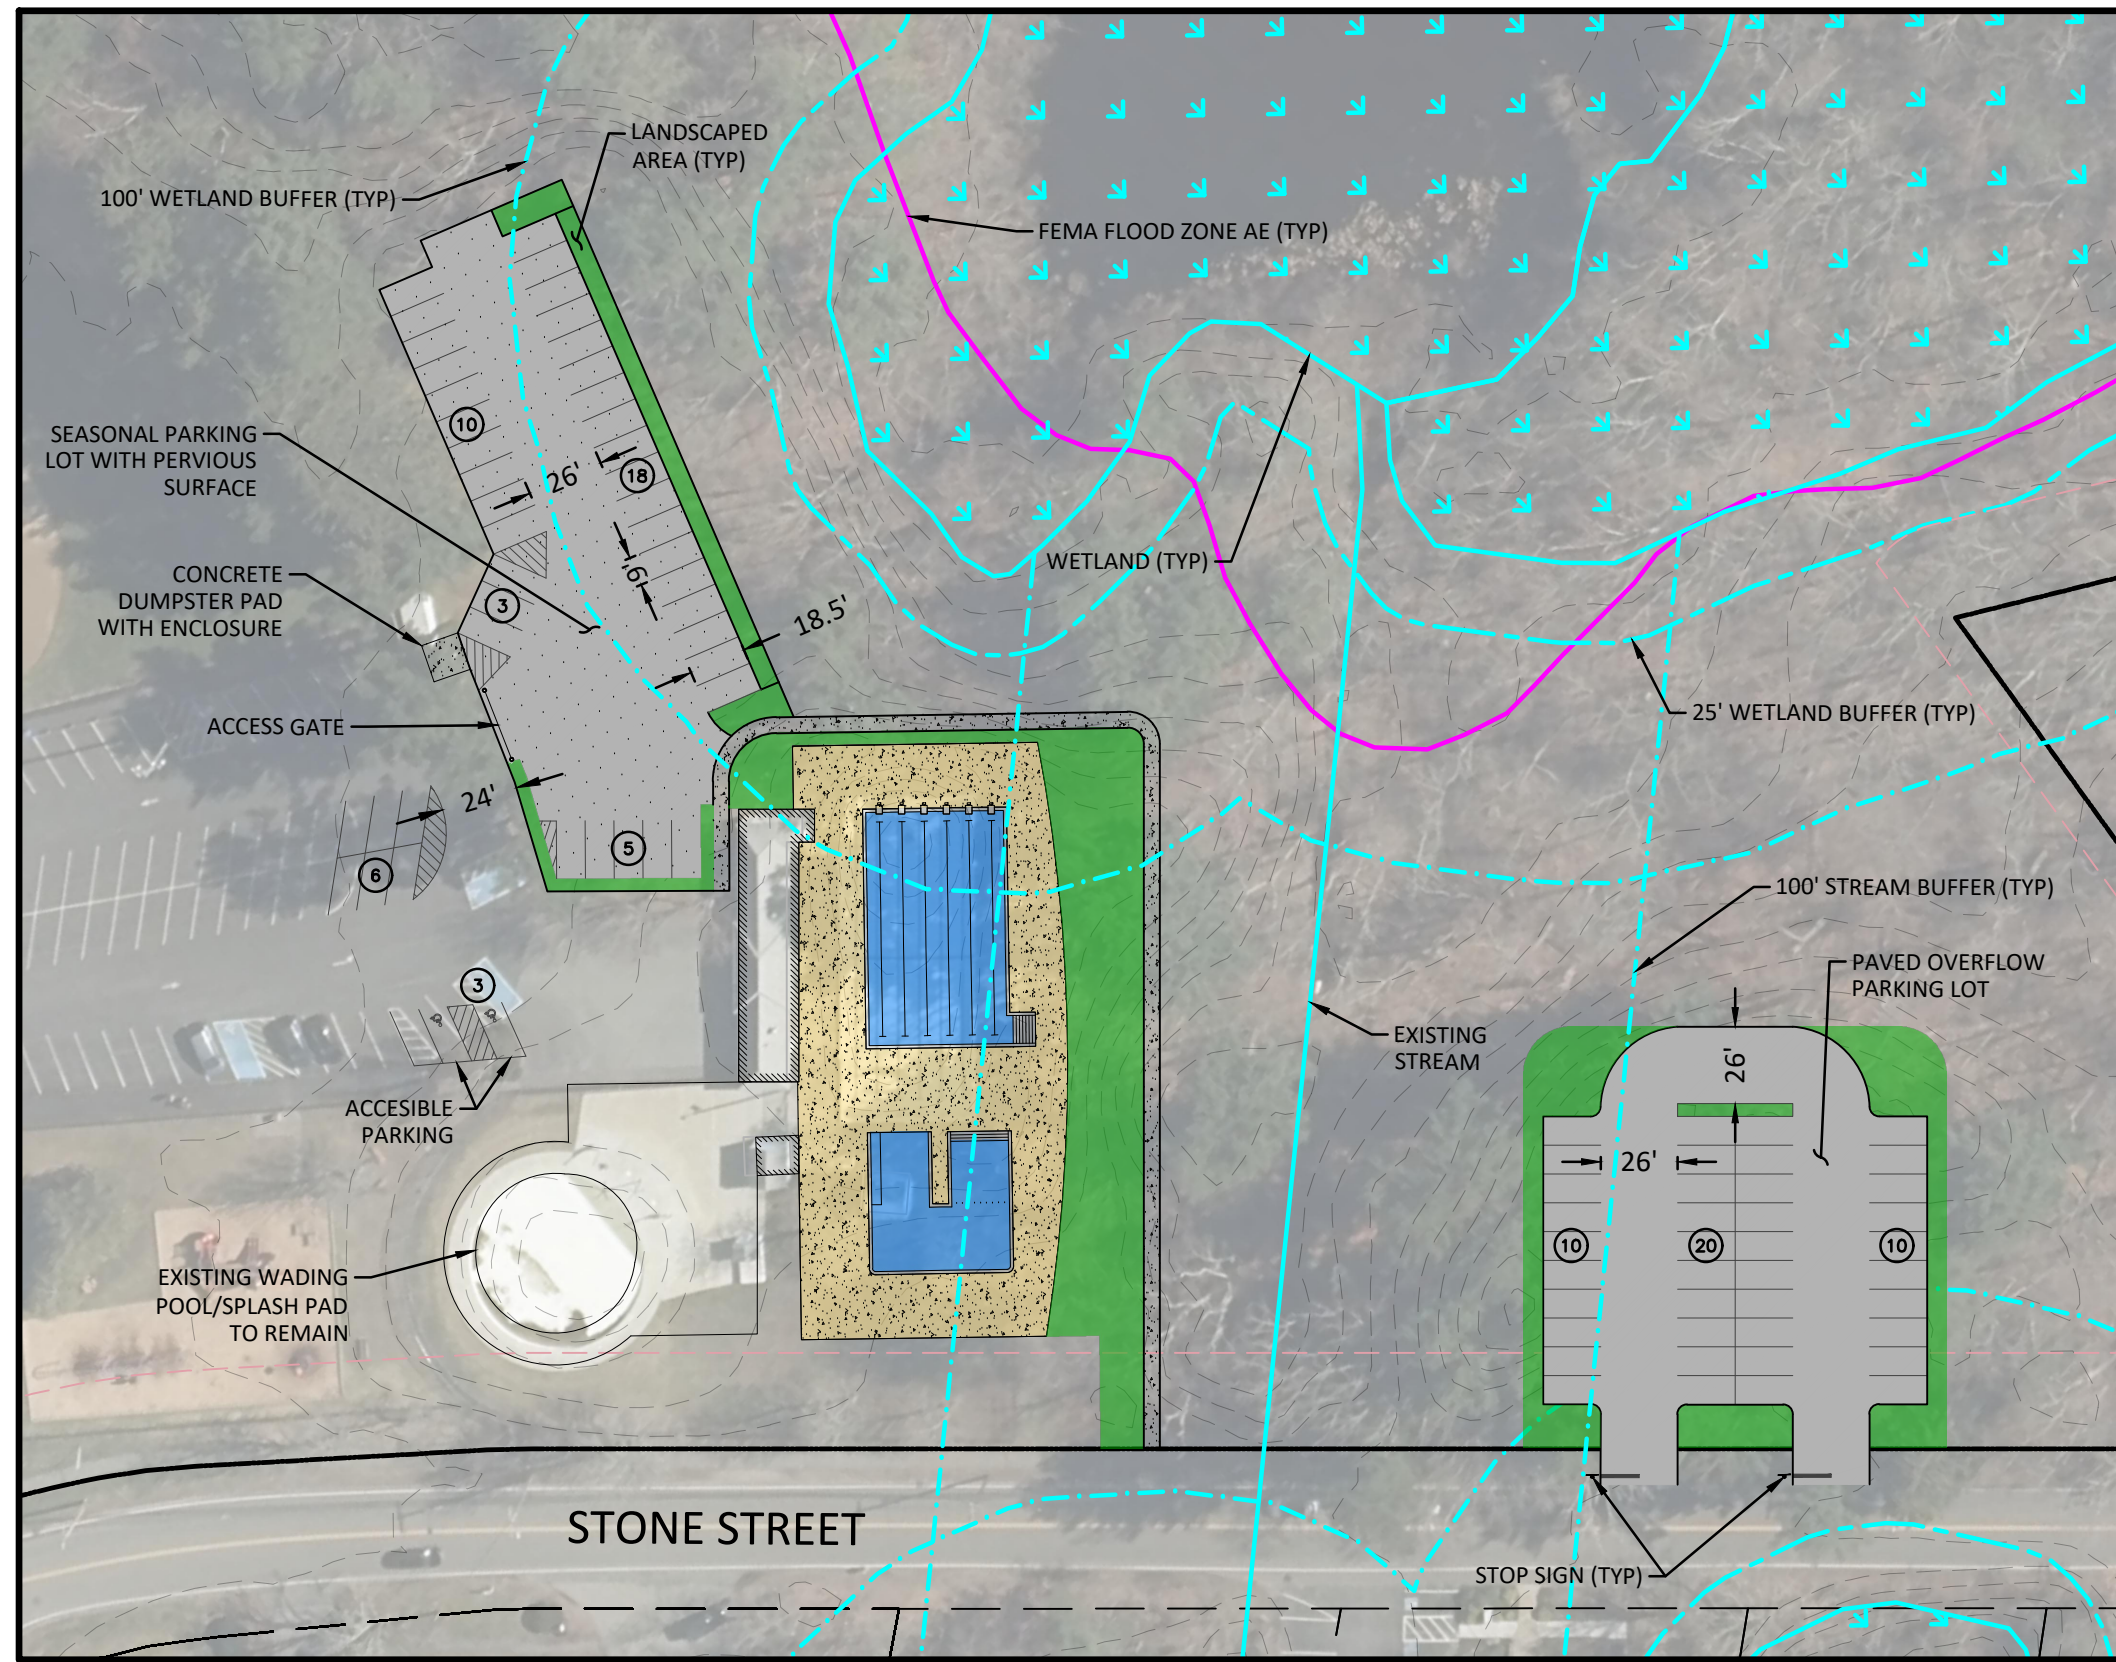 LANDSCAPED
AREA (TYP)
100' WETLAND BUFFER (TYP)
FEMA FLOOD ZONE AE (TYP)
SEASONAL PARKING
LOT WITH PERVIOUS
SURFACE
10
26'
18
9'
CONCRETE
DUMPSTER PAD
WITH ENCLOSURE
3
18.5'
WETLAND (TYP)
ACCESS GATE
25' WETLAND BUFFER (TYP)
24'
5
6
100' STREAM BUFFER (TYP)
PAVED OVERFLOW
PARKING LOT
3
EXISTING
STREAM
26'
ACCESIBLE
PARKING
26'
10
20
10
EXISTING WADING
POOL/SPLASH PAD
TO REMAIN
STONE STREET
STOP SIGN (TYP)